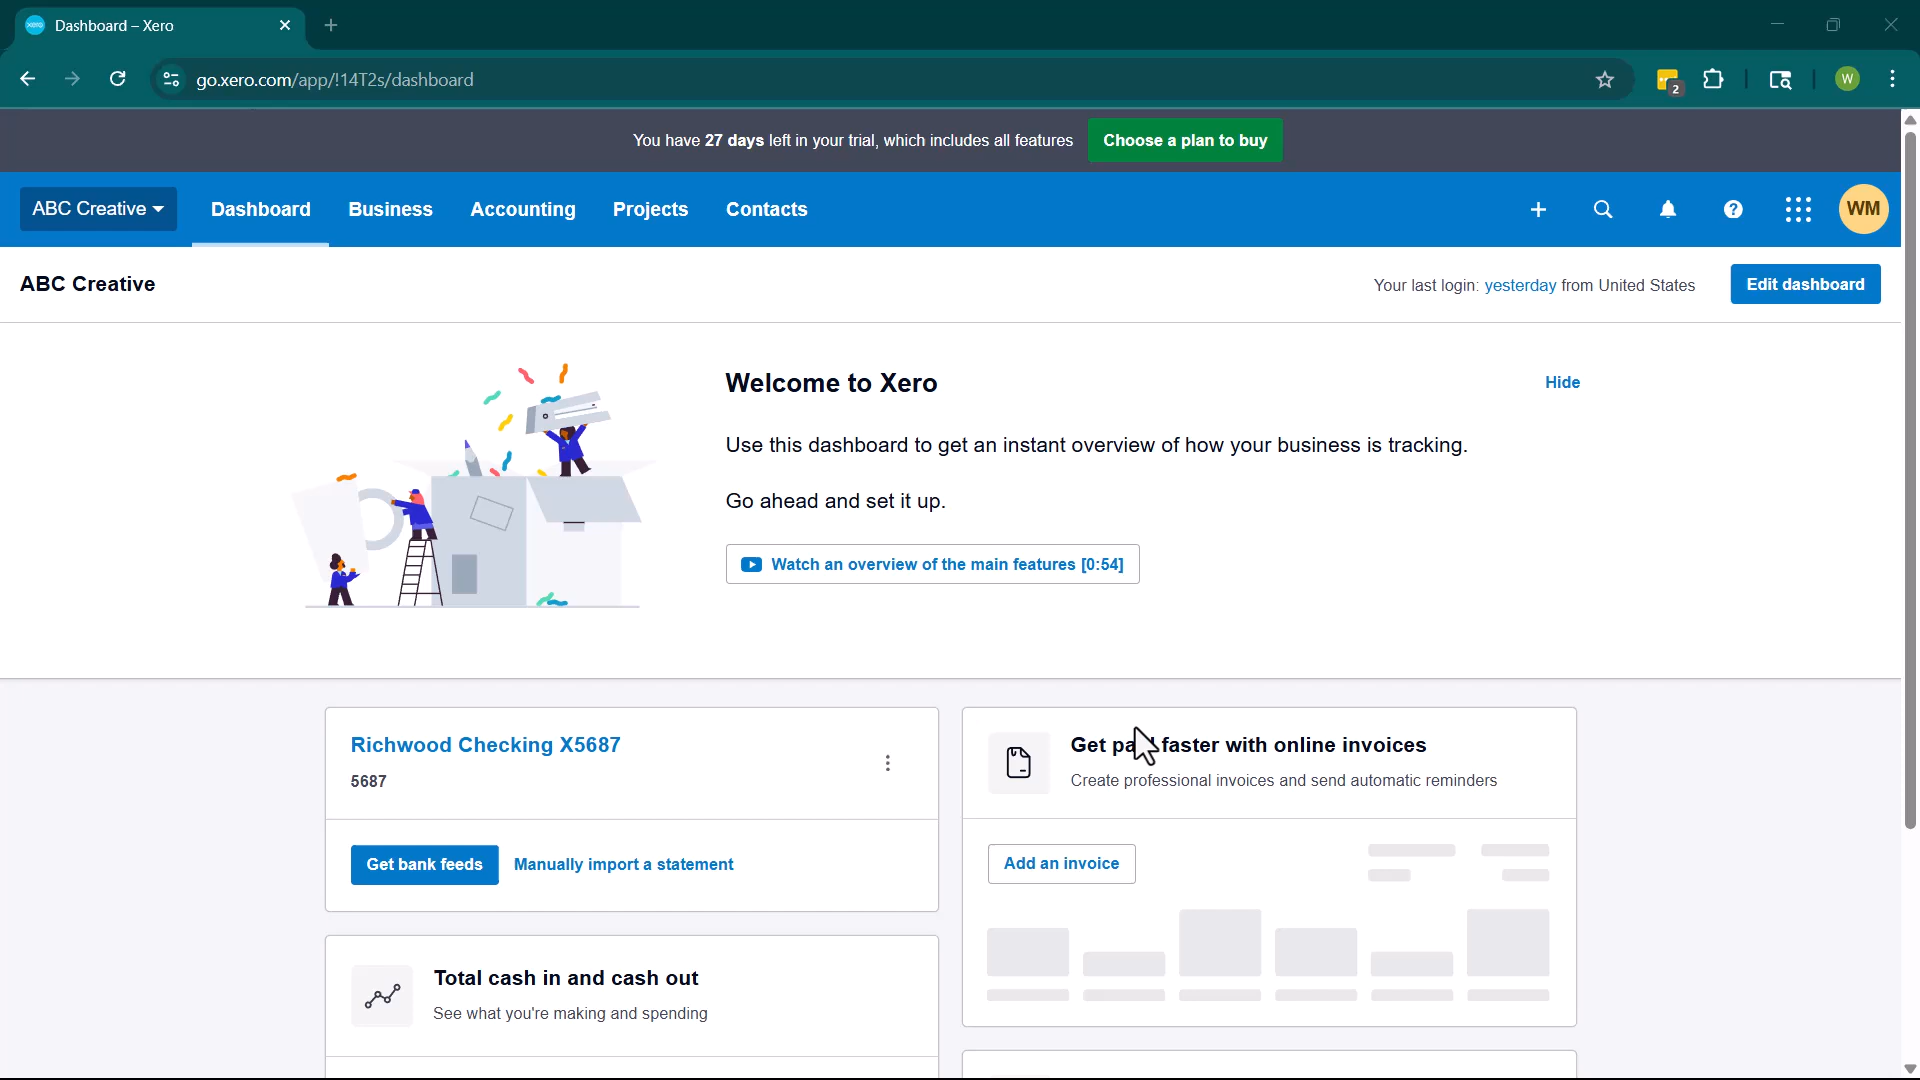 Dashboard – Xero
go.xero.com/app/!14T2s/dashboard
2
W
You have 27 days left in your trial, which includes all features
Choose a plan to buy
ABC Creative
Dashboard
Business
Accounting
Projects
Contacts
WM
ABC Creative
Your last login: yesterday from United States
Edit dashboard
Welcome to Xero
Hide
Use this dashboard to get an instant overview of how your business is tracking.
Go ahead and set it up.
Watch an overview of the main features [0:54]
Richwood Checking X5687
5687
Get bank feeds
Manually import a statement
Total cash in and cash out
See what you're making and spending
Get paid faster with online invoices
Create professional invoices and send automatic reminders
Add an invoice